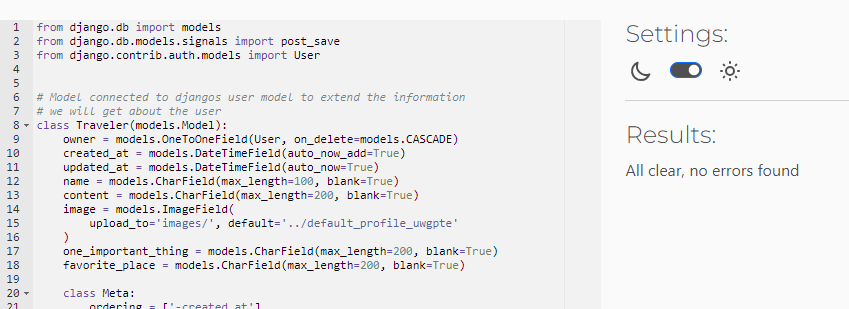 1 from django.db import models
2 from django.db.models.signals import post_save
3 from django.contrib.auth.models import User
4
5
6 # Model connected to djangos user model to extend the information
7 # we will get about the user
8 class Traveler(models.Model):
9     owner = models.OneToOneField(User, on_delete=models.CASCADE)
10     created_at = models.DateTimeField(auto_now_add=True)
11     updated_at = models.DateTimeField(auto_now=True)
12     name = models.CharField(max_length=100, blank=True)
13     content = models.CharField(max_length=200, blank=True)
14     image = models.ImageField(
15         upload_to='images/', default='../default_profile_uwgpte'
16     )
17     one_important_thing = models.CharField(max_length=200, blank=True)
18     favorite_place = models.CharField(max_length=200, blank=True)
19
20     class Meta:
21         ordering = ['-created_at']
Settings:
Results:
All clear, no errors found